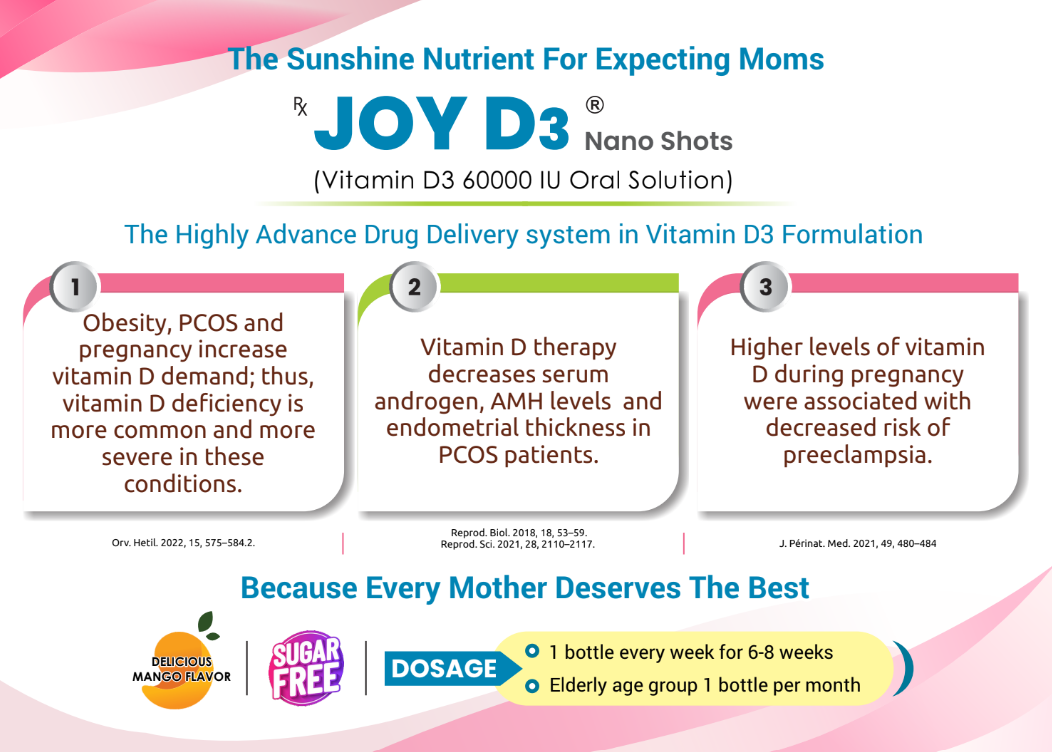 The Sunshine Nutrient For Expecting Moms
℞ JOY D3 ®
Nano Shots
(Vitamin D3 60000 IU Oral Solution)
The Highly Advance Drug Delivery system in Vitamin D3 Formulation
1
Obesity, PCOS and
pregnancy increase
vitamin D demand; thus,
vitamin D deficiency is
more common and more
severe in these
conditions.
Orv. Hetil. 2022, 15, 575–584.2.
2
Vitamin D therapy
decreases serum
androgen, AMH levels and
endometrial thickness in
PCOS patients.
Reprod. Biol. 2018, 18, 53–59.
Reprod. Sci. 2021, 28, 2110–2117.
3
Higher levels of vitamin
D during pregnancy
were associated with
decreased risk of
preeclampsia.
J. Périnat. Med. 2021, 49, 480–484
Because Every Mother Deserves The Best
DELICIOUS
MANGO FLAVOR
SUGAR
FREE
DOSAGE
1 bottle every week for 6-8 weeks
Elderly age group 1 bottle per month